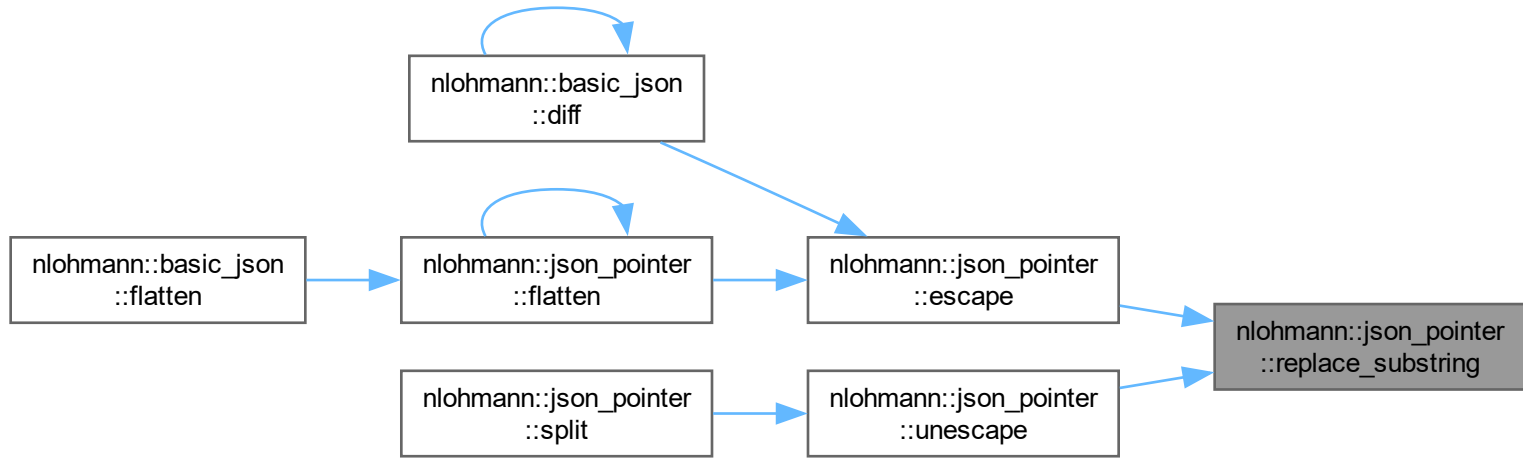 nlohmann::basic_json
::diff
nlohmann::basic_json
::flatten
nlohmann::json_pointer
::flatten
nlohmann::json_pointer
::escape
nlohmann::json_pointer
::replace_substring
nlohmann::json_pointer
::split
nlohmann::json_pointer
::unescape